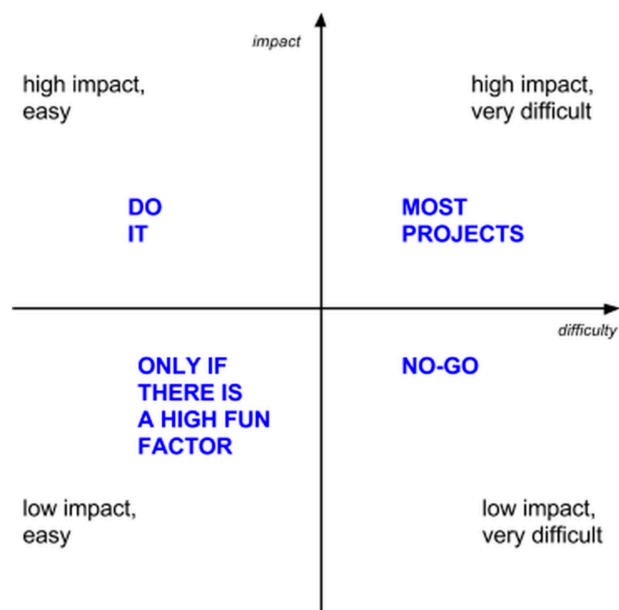 impact
high impact,
easy
high impact,
very difficult
DO
IT
MOST
PROJECTS
difficulty
ONLY IF
THERE IS
A HIGH FUN
FACTOR
NO-GO
low impact,
easy
low impact,
very difficult